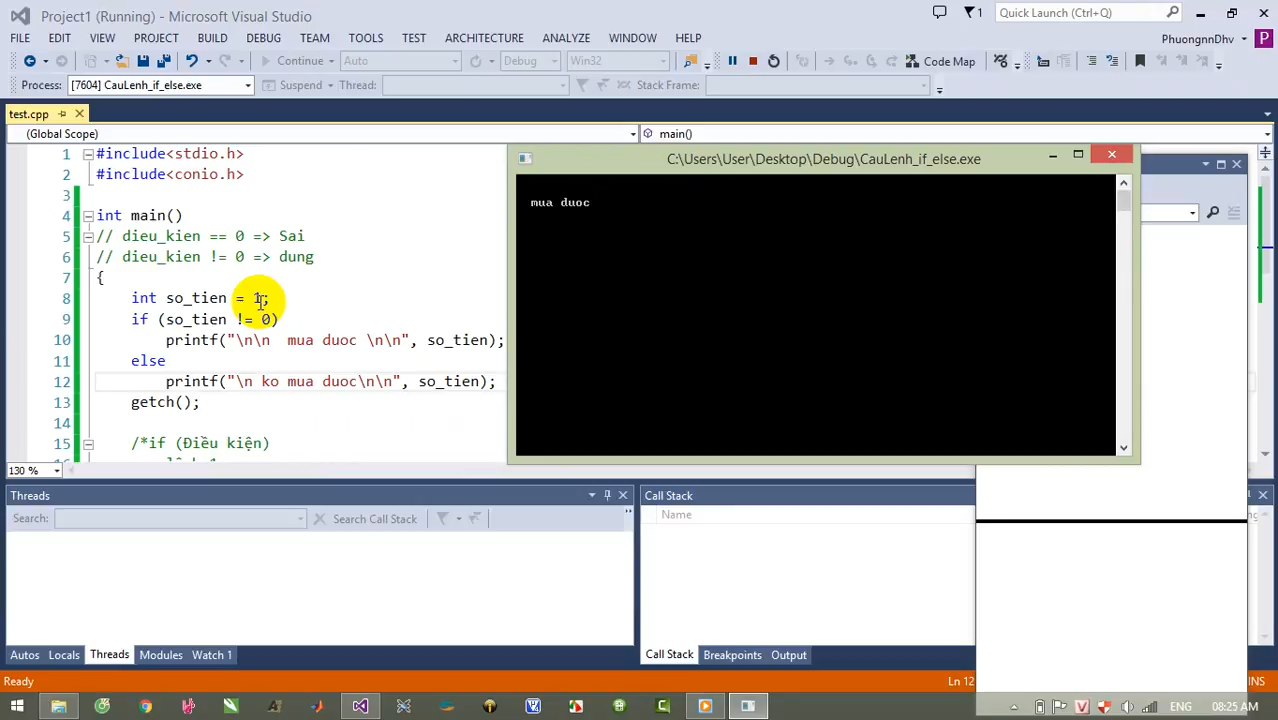 Project1 (Running) - Microsoft Visual Studio
1
Quick Launch (Ctrl+Q)
FILE EDIT VIEW PROJECT BUILD DEBUG TEAM TOOLS TEST ARCHITECTURE ANALYZE WINDOW HELP
PhuongnnDhv
P
Continue Auto Debug Win32 Code Map
Process: [7604] CauLenh_if_else.exe Suspend Thread: Stack Frame:
test.cpp
(Global Scope) main()
1 #include<stdio.h>
2 #include<conio.h>
3
4 int main()
5 // dieu_kien == 0 => Sai
6 // dieu_kien != 0 => dung
7 {
8 int so_tien = 1;
9 if (so_tien != 0)
10 printf("\n\n  mua duoc \n\n", so_tien);
11 else
12 printf("\n ko mua duoc\n\n", so_tien);
13 getch();
14
15 /*if (Điều kiện)
C:\Users\User\Desktop\Debug\CauLenh_if_else.exe
mua duoc
130 %
Threads
Search: Search Call Stack
Call Stack
Name
Autos Locals Threads Modules Watch 1
Call Stack Breakpoints Output
Ready
Ln 12
INS
ENG 08:25 AM